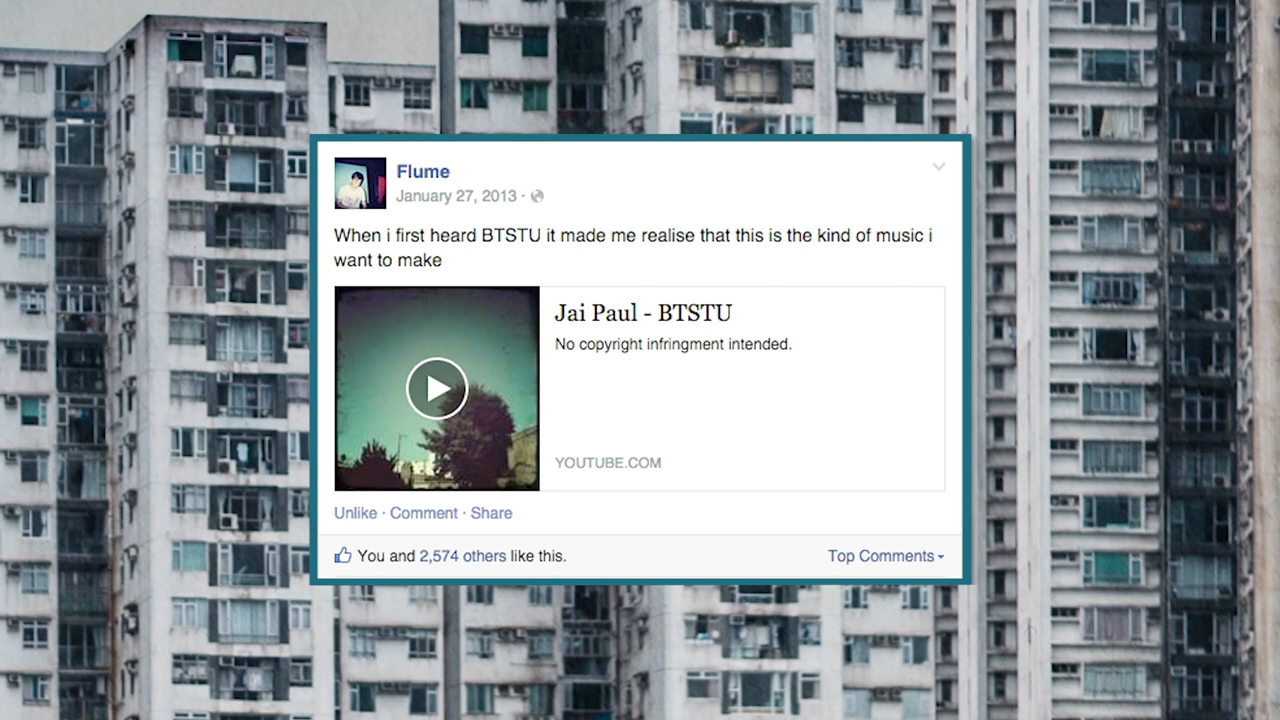 Flume
January 27, 2013 ·
When i first heard BTSTU it made me realise that this is the kind of music i
want to make
Jai Paul - BTSTU
No copyright infringment intended.
YOUTUBE.COM
Unlike · Comment · Share
You and 2,574 others like this.
Top Comments